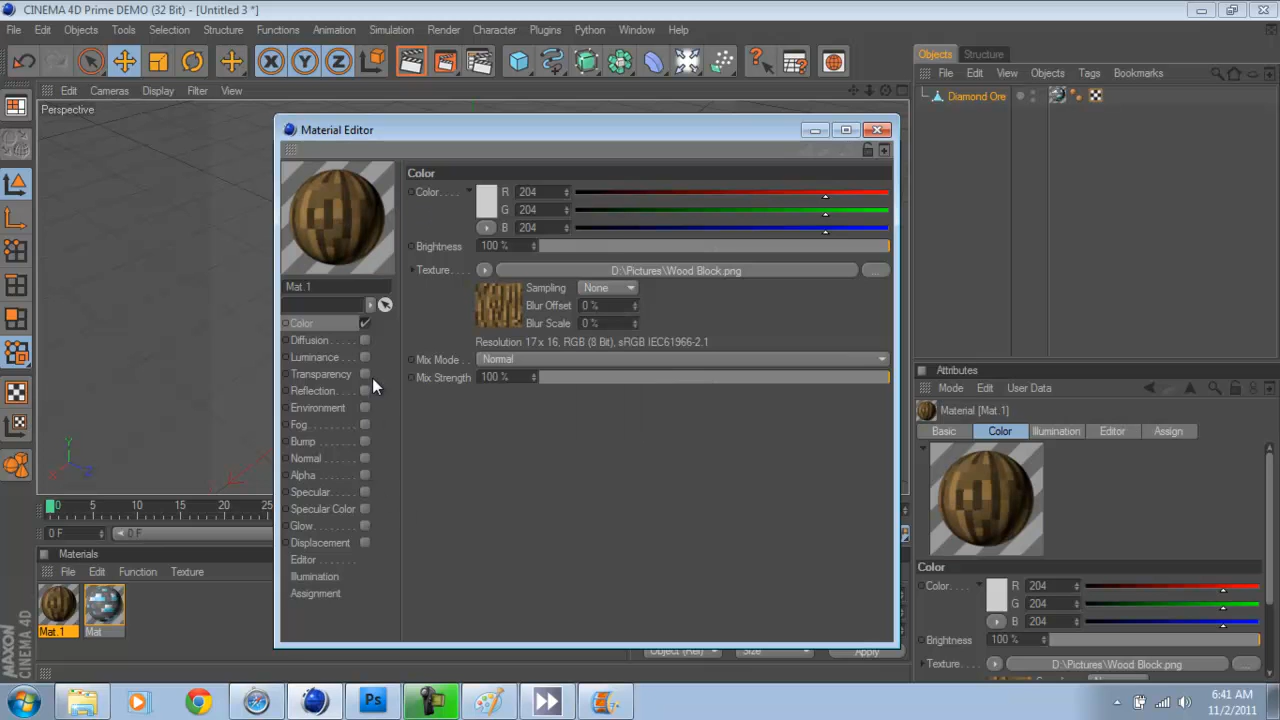 CINEMA 4D Prime DEMO (32 Bit) - [Untitled 3 *]
File Edit Objects Tools Selection Structure Functions Animation Simulation Render Character Plugins Python Window Help
X Y Z
Objects Structure
File Edit View Objects Tags Bookmarks
Diamond Ore
Edit Cameras Display Filter View
Perspective
Material Editor
Color
Color. . . . R 204
G 204
B 204
Brightness 100 %
Texture. . . . D:\Pictures\Wood Block.png ...
Sampling None
Blur Offset 0 %
Blur Scale 0 %
Resolution 17 x 16, RGB (8 Bit), sRGB IEC61966-2.1
Mix Mode . . Normal
Mix Strength 100 %
Mat.1
Color
Diffusion
Luminance
Transparency
Reflection
Environment
Fog
Bump
Normal
Alpha
Specular
Specular Color
Glow
Displacement
Editor
Illumination
Assignment
Y
X
0 5 10 15 20 25
0 F 0 F
Materials
File Edit Function Texture
Mat.1 Mat
Object (Rel) Size Apply
Attributes
Mode Edit User Data
Material [Mat.1]
Basic Color Illumination Editor Assign
Color
Color. . . . R 204
G 204
B 204
Brightness 100 %
Texture. . . . D:\Pictures\Wood Block.png ...
MAXON
CINEMA 4D
Ps
6:41 AM
11/2/2011